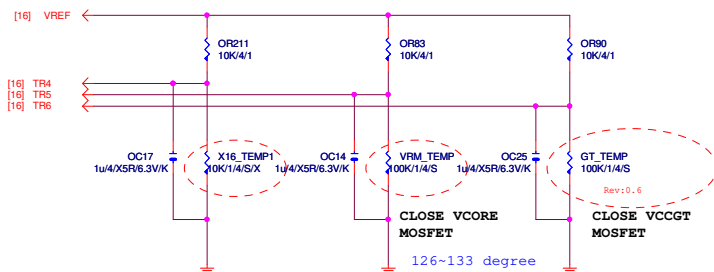 [16] VREF
OR211
10K/4/1
OR83
10K/4/1
OR90
10K/4/1
[16] TR4
[16] TR5
[16] TR6
OC17
1u/4/X5R/6.3V/K
X16_TEMP1
10K/1/4/S/X
OC14
1u/4/X5R/6.3V/K
VRM_TEMP
100K/1/4/S
OC25
1u/4/X5R/6.3V/K
GT_TEMP
100K/1/4/S
Rev:0.6
CLOSE VCORE
MOSFET
CLOSE VCCGT
MOSFET
126~133 degree